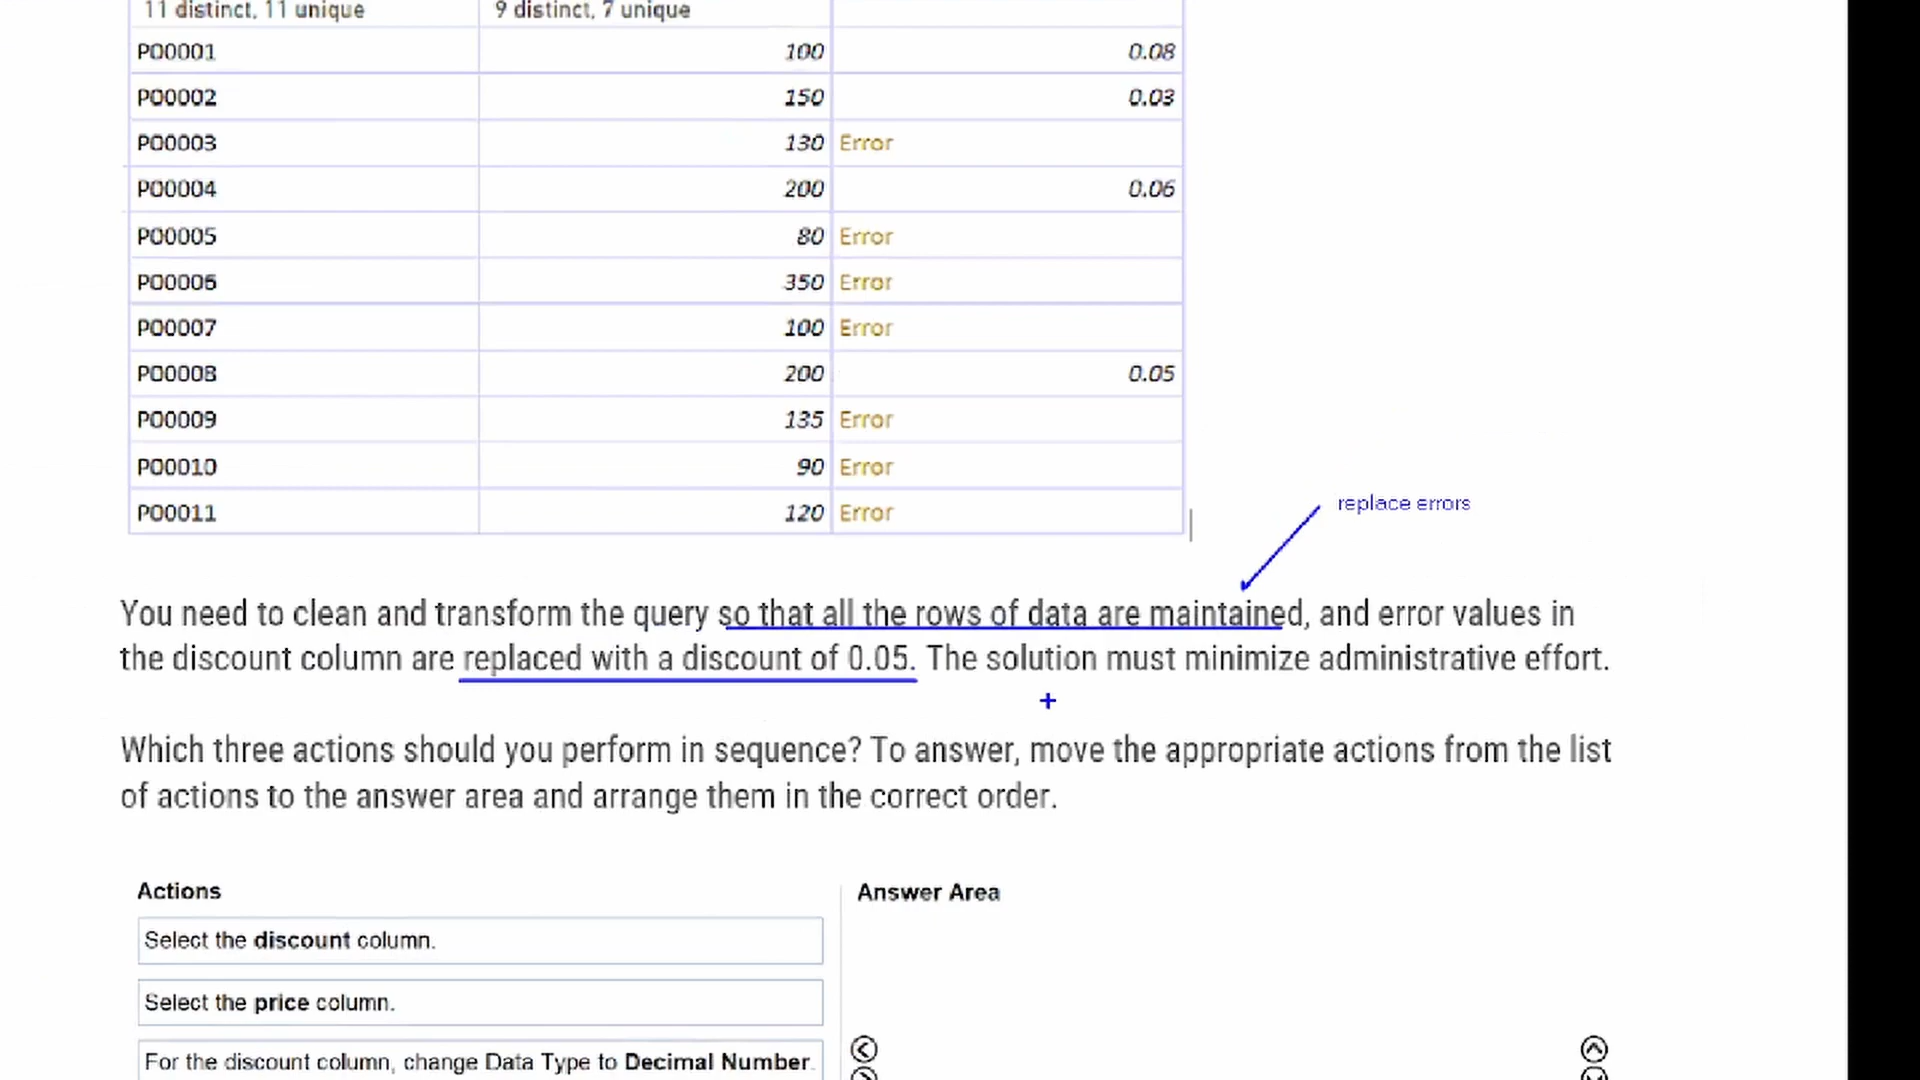 11 distinct, 11 unique 9 distinct, 7 unique
P00001 100 0.08
P00002 150 0.03
P00003 130 Error
P00004 200 0.06
P00005 80 Error
P00006 350 Error
P00007 100 Error
P00008 200 0.05
P00009 135 Error
P00010 90 Error
P00011 120 Error
replace errors
You need to clean and transform the query so that all the rows of data are maintained, and error values in
the discount column are replaced with a discount of 0.05. The solution must minimize administrative effort.
Which three actions should you perform in sequence? To answer, move the appropriate actions from the list
of actions to the answer area and arrange them in the correct order.
Actions
Answer Area
Select the discount column.
Select the price column.
For the discount column, change Data Type to Decimal Number.